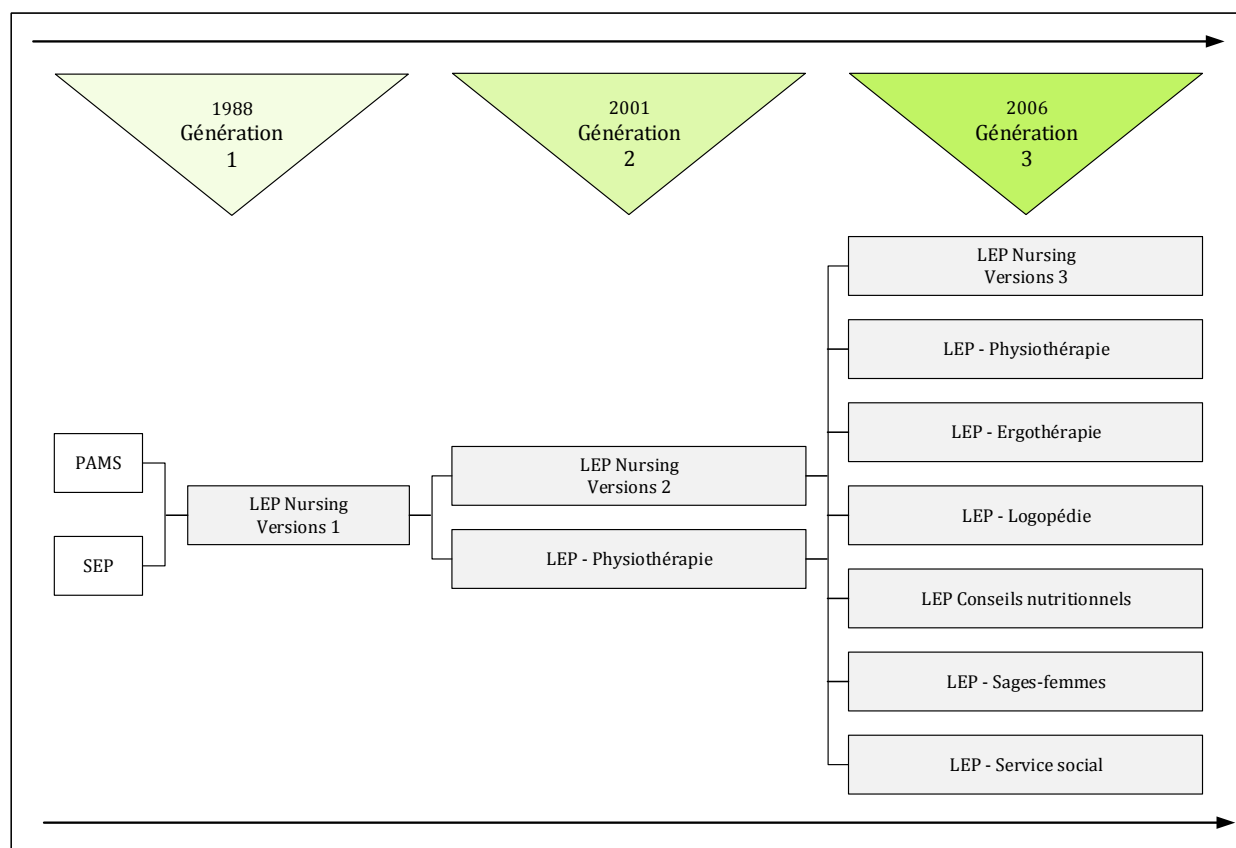 1988
Génération
1
2001
Génération
2
2006
Génération
3
PAMS
SEP
LEP Nursing
Versions 1
LEP Nursing
Versions 2
LEP - Physiothérapie
LEP Nursing
Versions 3
LEP - Physiothérapie
LEP - Ergothérapie
LEP - Logopédie
LEP Conseils nutritionnels
LEP - Sages-femmes
LEP - Service social